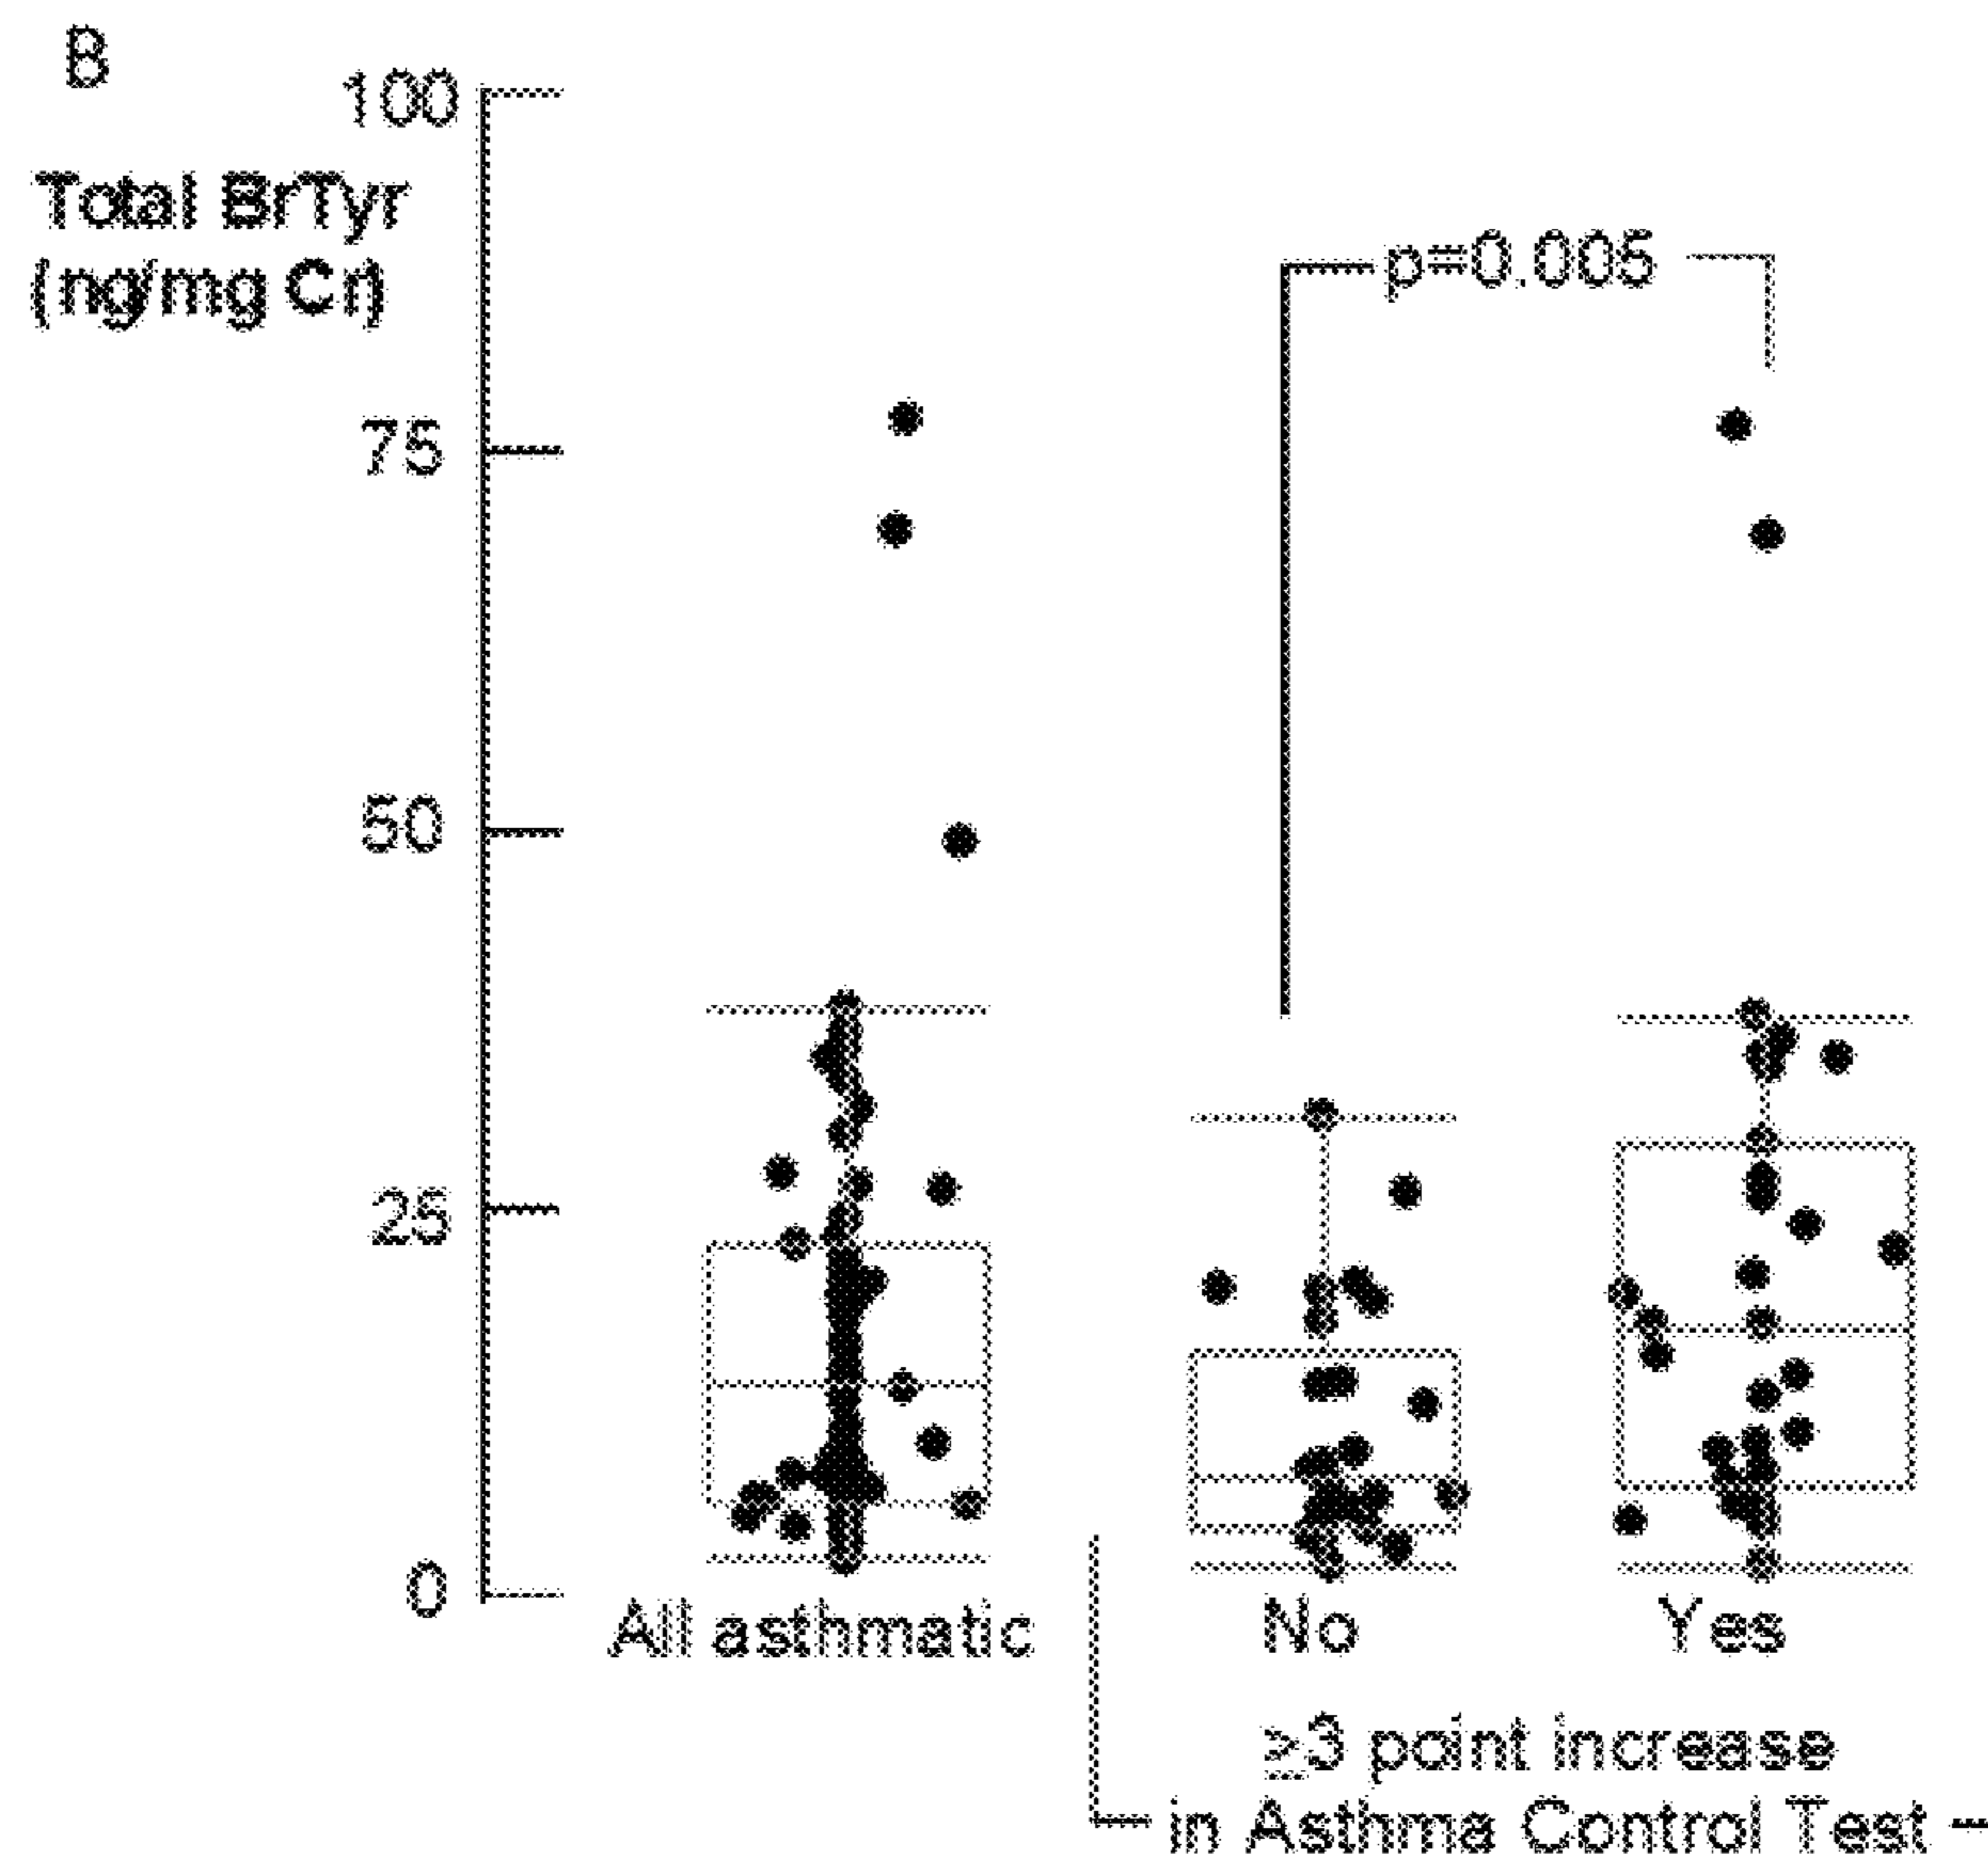 B
100
Total BrTyr
(ng/mg Cr)
p=0.005
75
50
25
0
All asthmatic
No
Yes
≥3 point increase
in Asthma Control Test